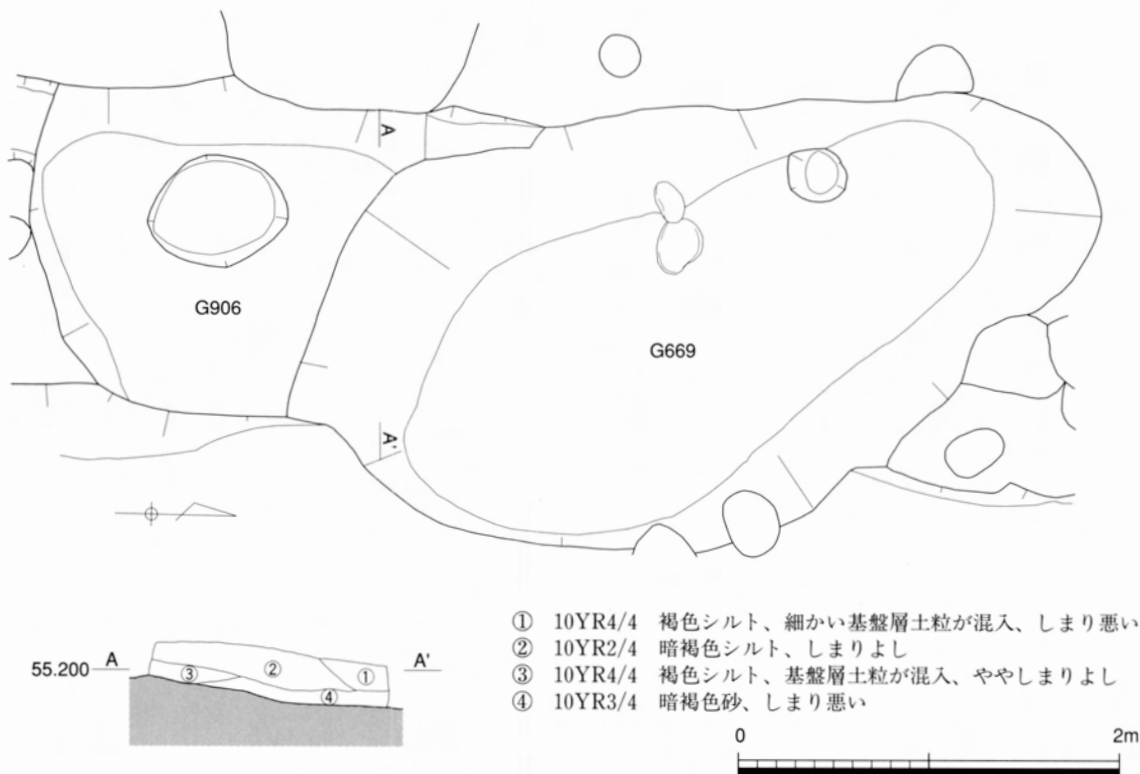 A
G906
G669
A'
55.200 A A'
① ② ③ ④
① 10YR4/4 褐色シルト、細かい基盤層土粒が混入、しまり悪い
② 10YR2/4 暗褐色シルト、しまりよし
③ 10YR4/4 褐色シルト、基盤層土粒が混入、ややしまりよし
④ 10YR3/4 暗褐色砂、しまり悪い
0 2m